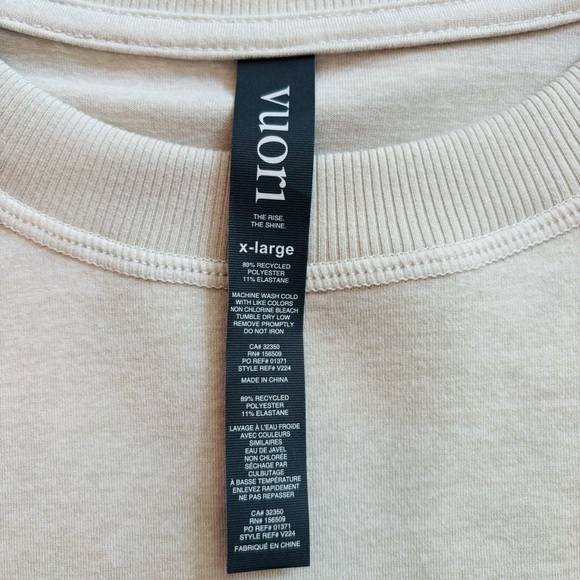 vuori
THE RISE.
THE SHINE.
x-large
89% RECYCLED
POLYESTER
11% ELASTANE
MACHINE WASH COLD
WITH LIKE COLORS
NON CHLORINE BLEACH
TUMBLE DRY LOW
REMOVE PROMPTLY
DO NOT IRON
CA# 32350
RN# 156509
PO REF# 01371
STYLE REF# V224
MADE IN CHINA
89% RECYCLED
POLYESTER
11% ELASTANE
LAVAGE À L'EAU FROIDE
AVEC COULEURS
SIMILAIRES
EAU DE JAVEL
NON CHLORÉE
SÉCHAGE PAR
CULBUTAGE
À BASSE TEMPÉRATURE
ENLEVEZ RAPIDEMENT
NE PAS REPASSER
CA# 32350
RN# 156509
PO REF# 01371
STYLE REF# V224
FABRIQUÉ EN CHINE